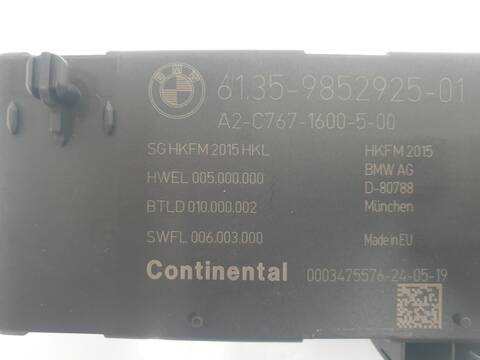 BMW
61.35-9852925-01
A2-C767-1600-5-00
SG HKFM 2015 HKL
HKFM 2015
HWEL 005.000.000
BMW AG
D-80788
BTLD 010.000.002
München
SWFL 006.003.000
Made in EU
Continental
0003475576-24-05-19